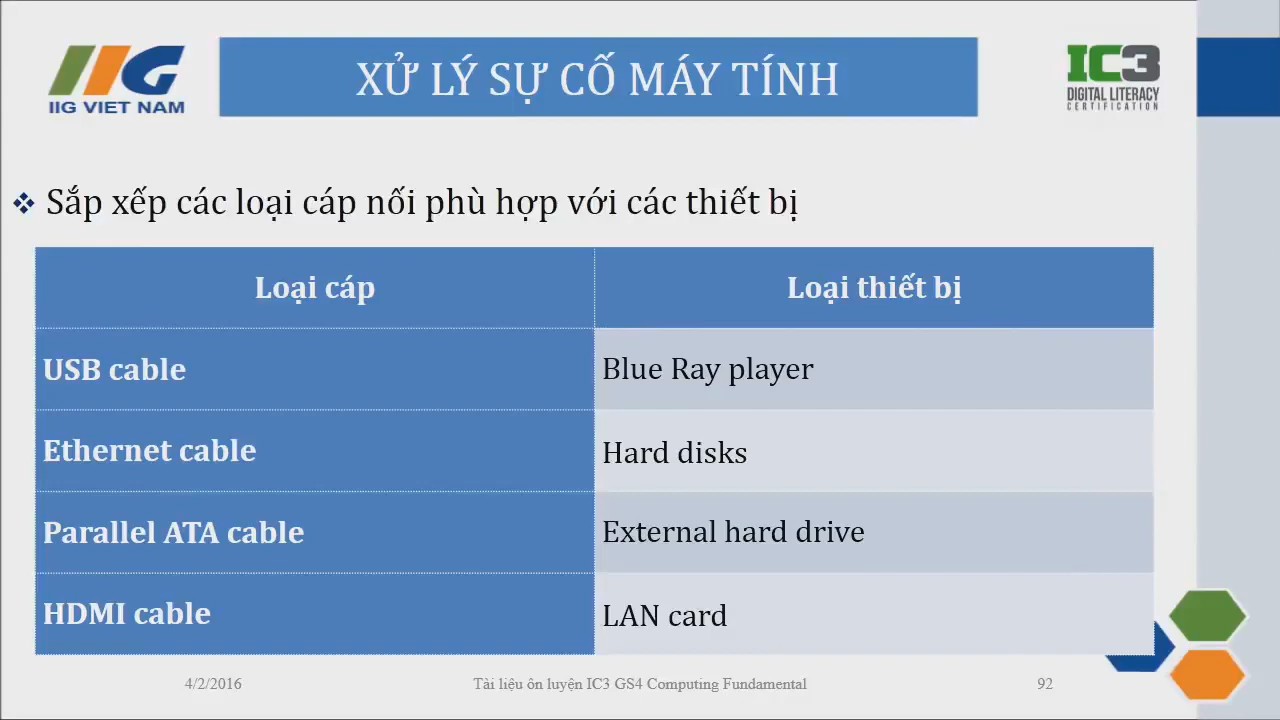 IIG VIET NAM
XỬ LÝ SỰ CỐ MÁY TÍNH
IC3
DIGITAL LITERACY
CERTIFICATION
Sắp xếp các loại cáp nối phù hợp với các thiết bị
Loại cáp Loại thiết bị
USB cable Blue Ray player
Ethernet cable Hard disks
Parallel ATA cable External hard drive
HDMI cable LAN card
4/2/2016 Tài liệu ôn luyện IC3 GS4 Computing Fundamental 92